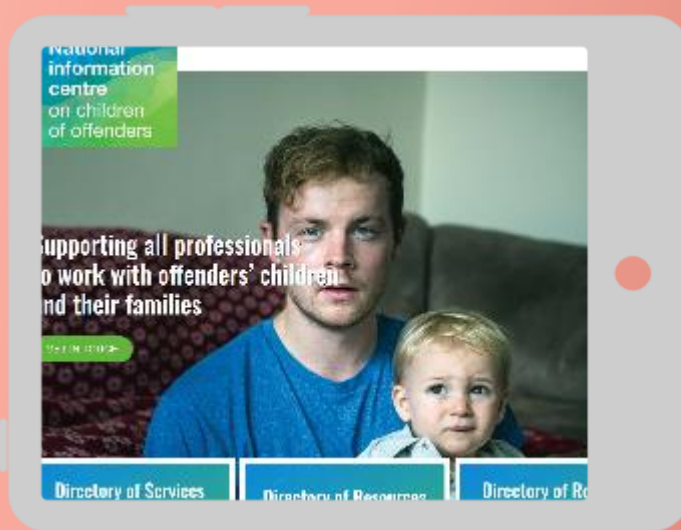 National
information
centre
on children
of offenders
upporting all professionals
o work with offenders' children
nd their families
Directory of Services
Directory of Resources
Directory of Re